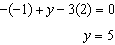 −(−1) + y − 3(2) = 0
y = 5